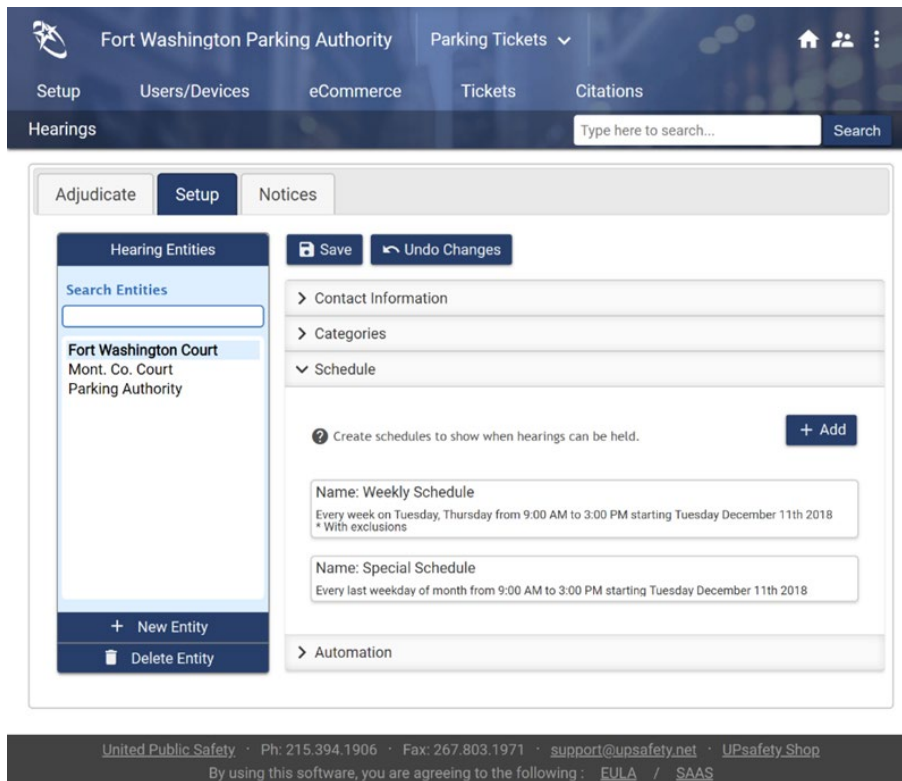 Fort Washington Parking Authority Parking Tickets
Setup Users/Devices eCommerce Tickets Citations
Hearings Type here to search... Search
Adjudicate Setup Notices
Hearing Entities
Search Entities
Fort Washington Court
Mont. Co. Court
Parking Authority
+ New Entity
Delete Entity
Save Undo Changes
Contact Information
Categories
Schedule
Create schedules to show when hearings can be held.
+ Add
Name: Weekly Schedule
Every week on Tuesday, Thursday from 9:00 AM to 3:00 PM starting Tuesday December 11th 2018
* With exclusions
Name: Special Schedule
Every last weekday of month from 9:00 AM to 3:00 PM starting Tuesday December 11th 2018
Automation
United Public Safety · Ph: 215.394.1906 · Fax: 267.803.1971 · support@upsafety.net · UPsafety Shop
By using this software, you are agreeing to the following : EULA / SAAS